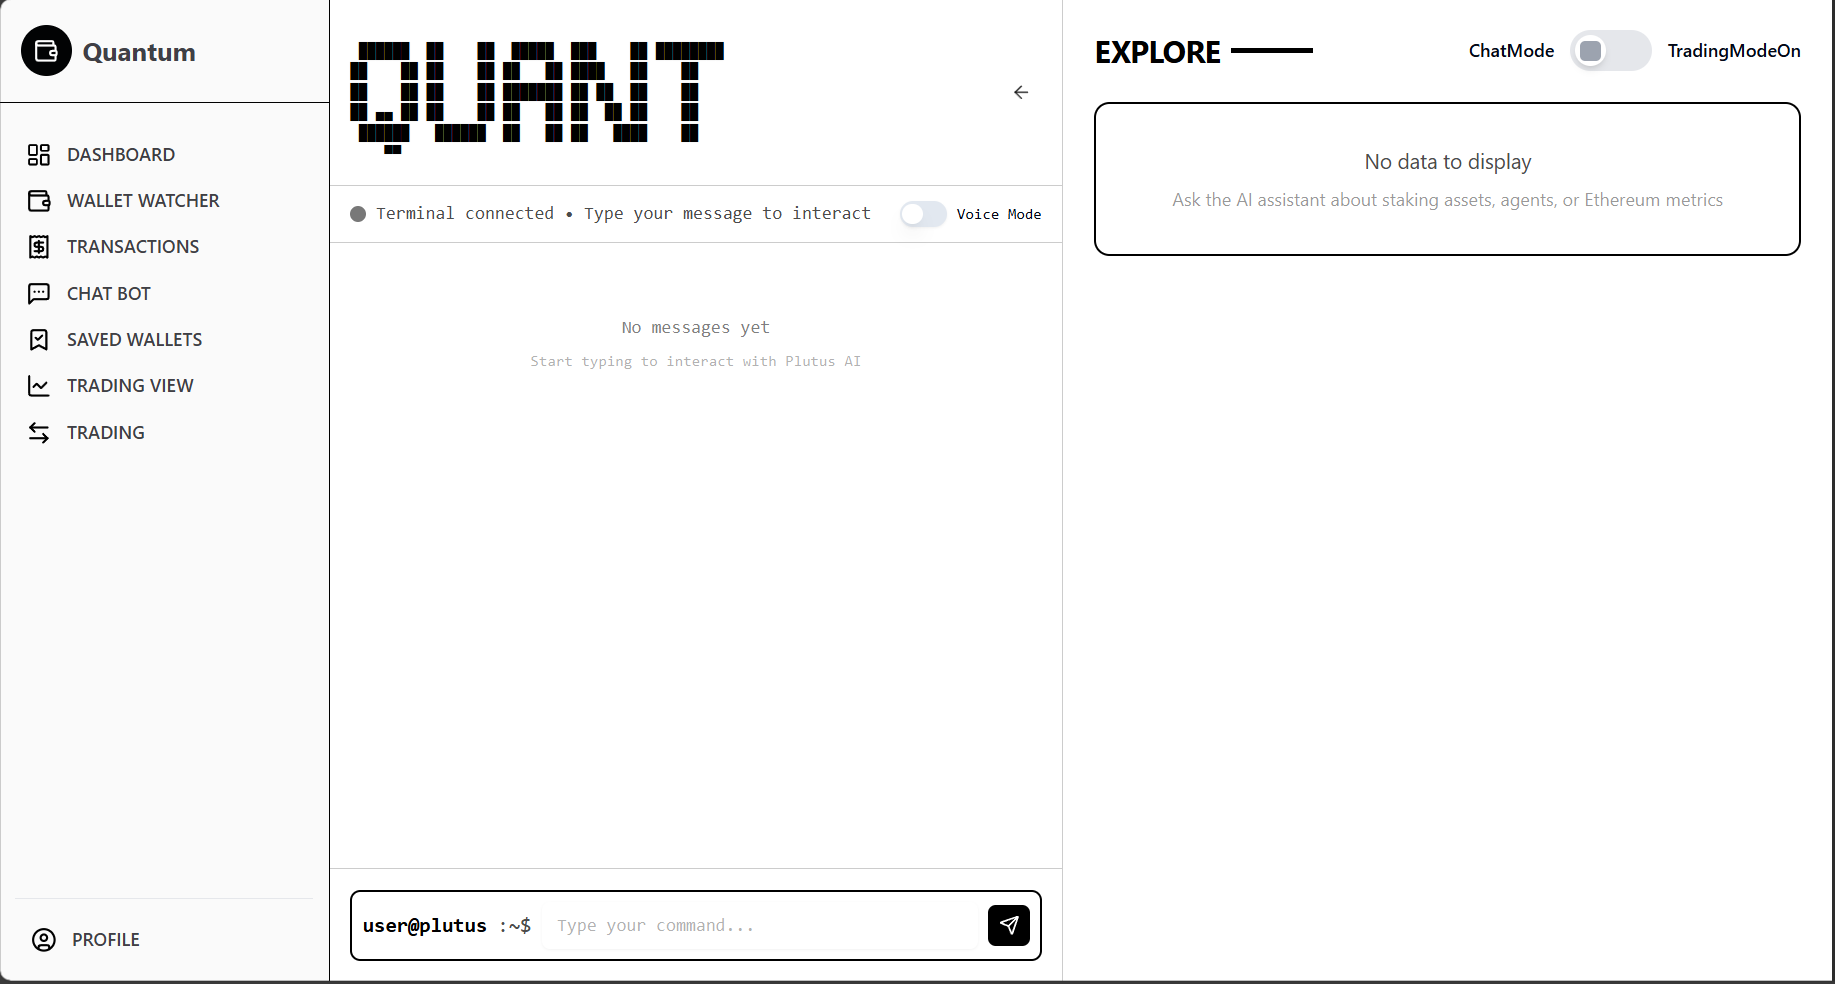 Quantum
DASHBOARD
WALLET WATCHER
TRANSACTIONS
CHAT BOT
SAVED WALLETS
TRADING VIEW
TRADING
PROFILE
QUANT
Terminal connected • Type your message to interact
Voice Mode
No messages yet
Start typing to interact with Plutus AI
user@plutus :~$ Type your command...
EXPLORE
ChatMode
TradingModeOn
No data to display
Ask the AI assistant about staking assets, agents, or Ethereum metrics